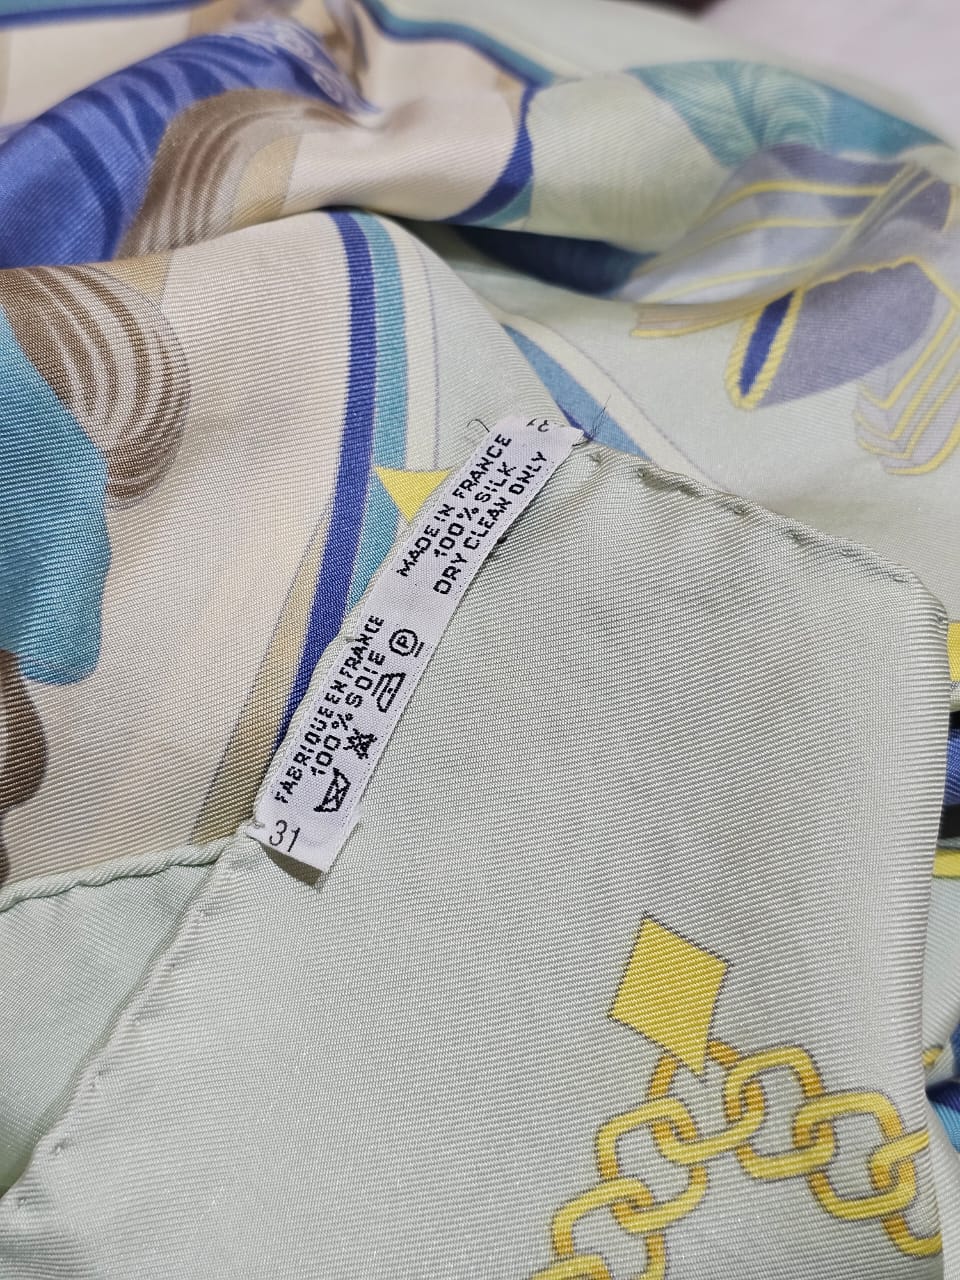 MADE IN FRANCE
100% SILK
DRY CLEAN ONLY
FABRIQUE EN FRANCE
100% SOIE
P
31